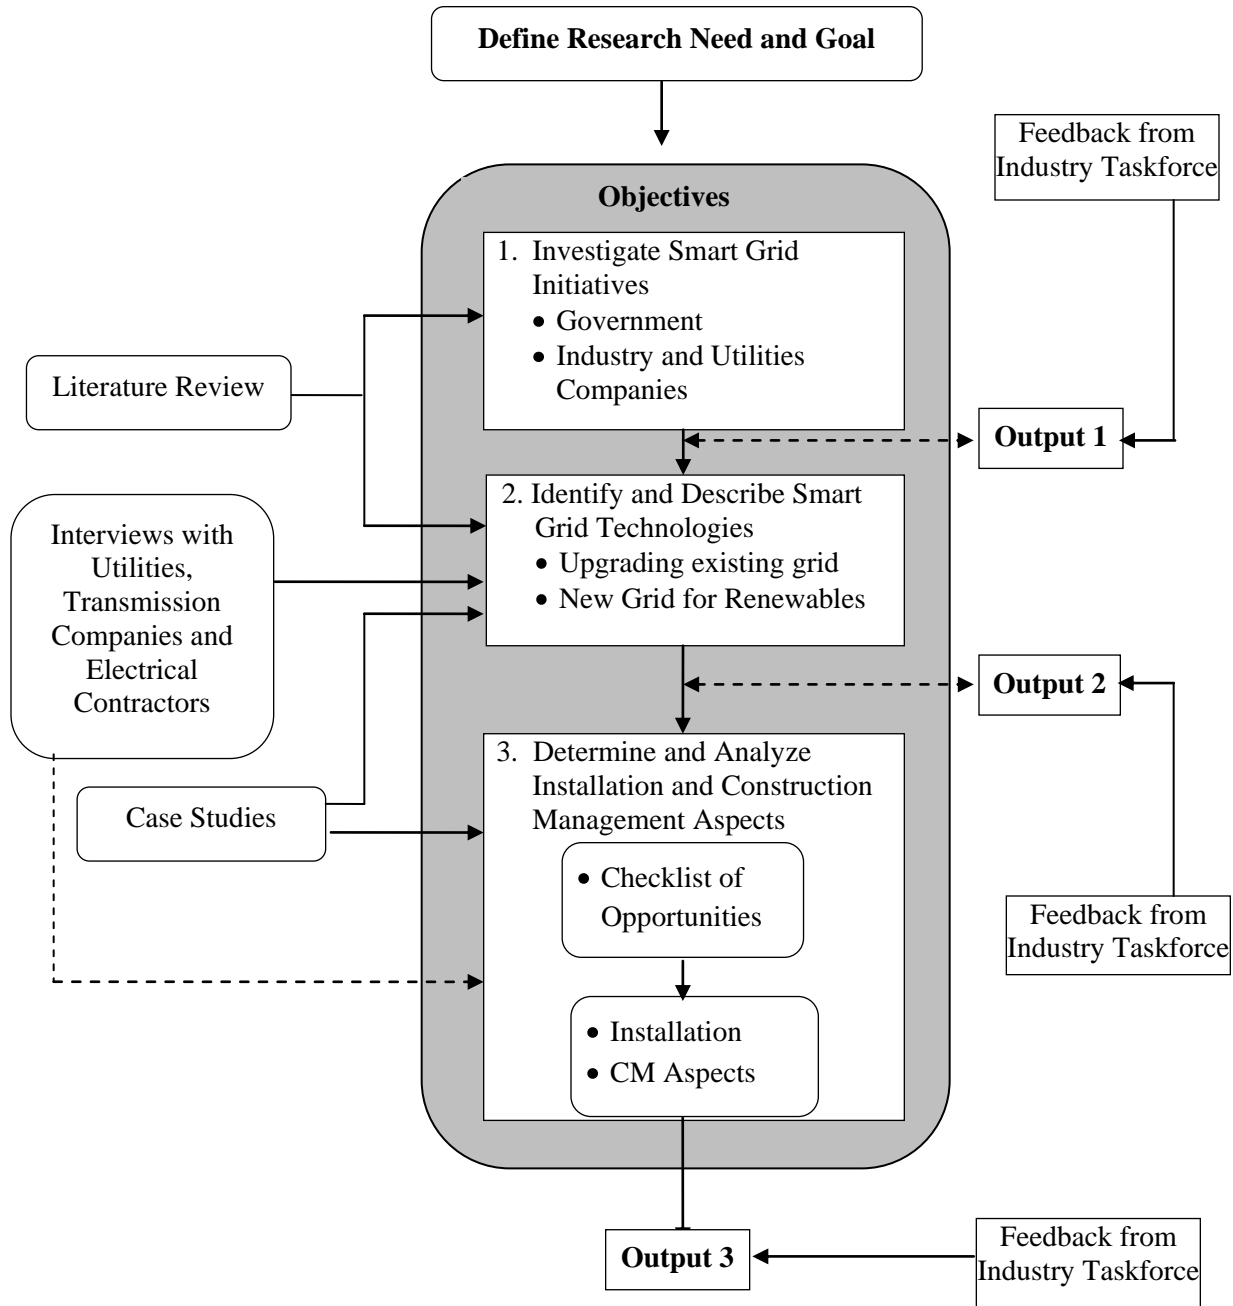 Define Research Need and Goal
Feedback from
Industry Taskforce
Objectives
1. Investigate Smart Grid
Initiatives
• Government
• Industry and Utilities
Companies
Literature Review
Output 1
2. Identify and Describe Smart
Grid Technologies
• Upgrading existing grid
• New Grid for Renewables
Interviews with
Utilities,
Transmission
Companies and
Electrical
Contractors
Output 2
3. Determine and Analyze
Installation and Construction
Management Aspects
Case Studies
• Checklist of
Opportunities
Feedback from
Industry Taskforce
• Installation
• CM Aspects
Output 3
Feedback from
Industry Taskforce